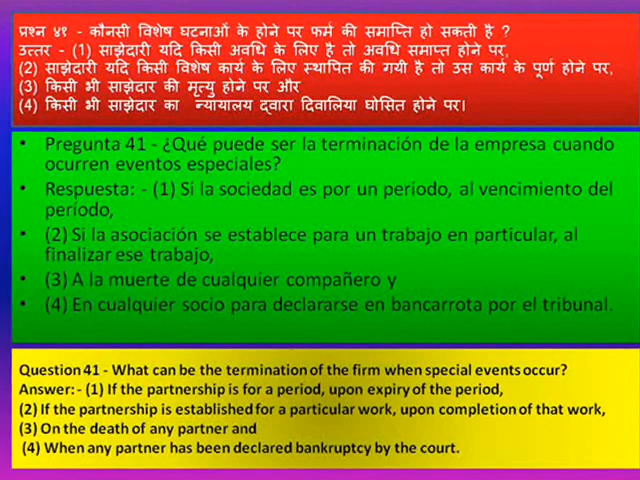 प्रश्न ४१ - कौनसी विशेष घटनाओं के होने पर फर्म की समाप्ति हो सकती है ?
उत्तर - (1) साझेदारी यदि किसी अवधि के लिए है तो अवधि समाप्त होने पर,
(2) साझेदारी यदि किसी विशेष कार्य के लिए स्थापित की गयी है तो उस कार्य के पूर्ण होने पर,
(3) किसी भी साझेदार की मृत्यु होने पर और
(4) किसी भी साझेदार का न्यायालय द्वारा दिवालिया घोसित होने पर।
• Pregunta 41 - ¿Qué puede ser la terminación de la empresa cuando
ocurren eventos especiales?
• Respuesta: - (1) Si la sociedad es por un período, al vencimiento del
período,
• (2) Si la asociación se establece para un trabajo en particular, al
finalizar ese trabajo,
• (3) A la muerte de cualquier compañero y
• (4) En cualquier socio para declararse en bancarrota por el tribunal.
Question 41 - What can be the termination of the firm when special events occur?
Answer: - (1) If the partnership is for a period, upon expiry of the period,
(2) If the partnership is established for a particular work, upon completion of that work,
(3) On the death of any partner and
(4) When any partner has been declared bankruptcy by the court.